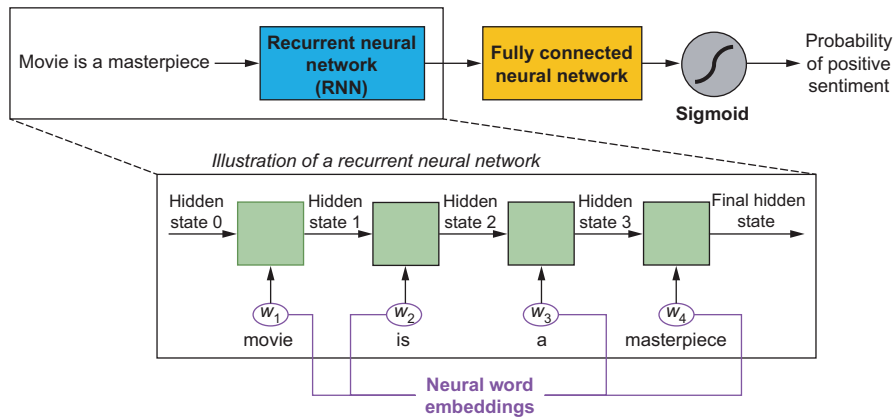 Movie is a masterpiece
Recurrent neural
network
(RNN)
Fully connected
neural network
Sigmoid
Probability
of positive
sentiment
Illustration of a recurrent neural network
Hidden
state 0
Hidden
state 1
Hidden
state 2
Hidden
state 3
Final hidden
state
w1
w2
w3
w4
movie
is
a
masterpiece
Neural word
embeddings